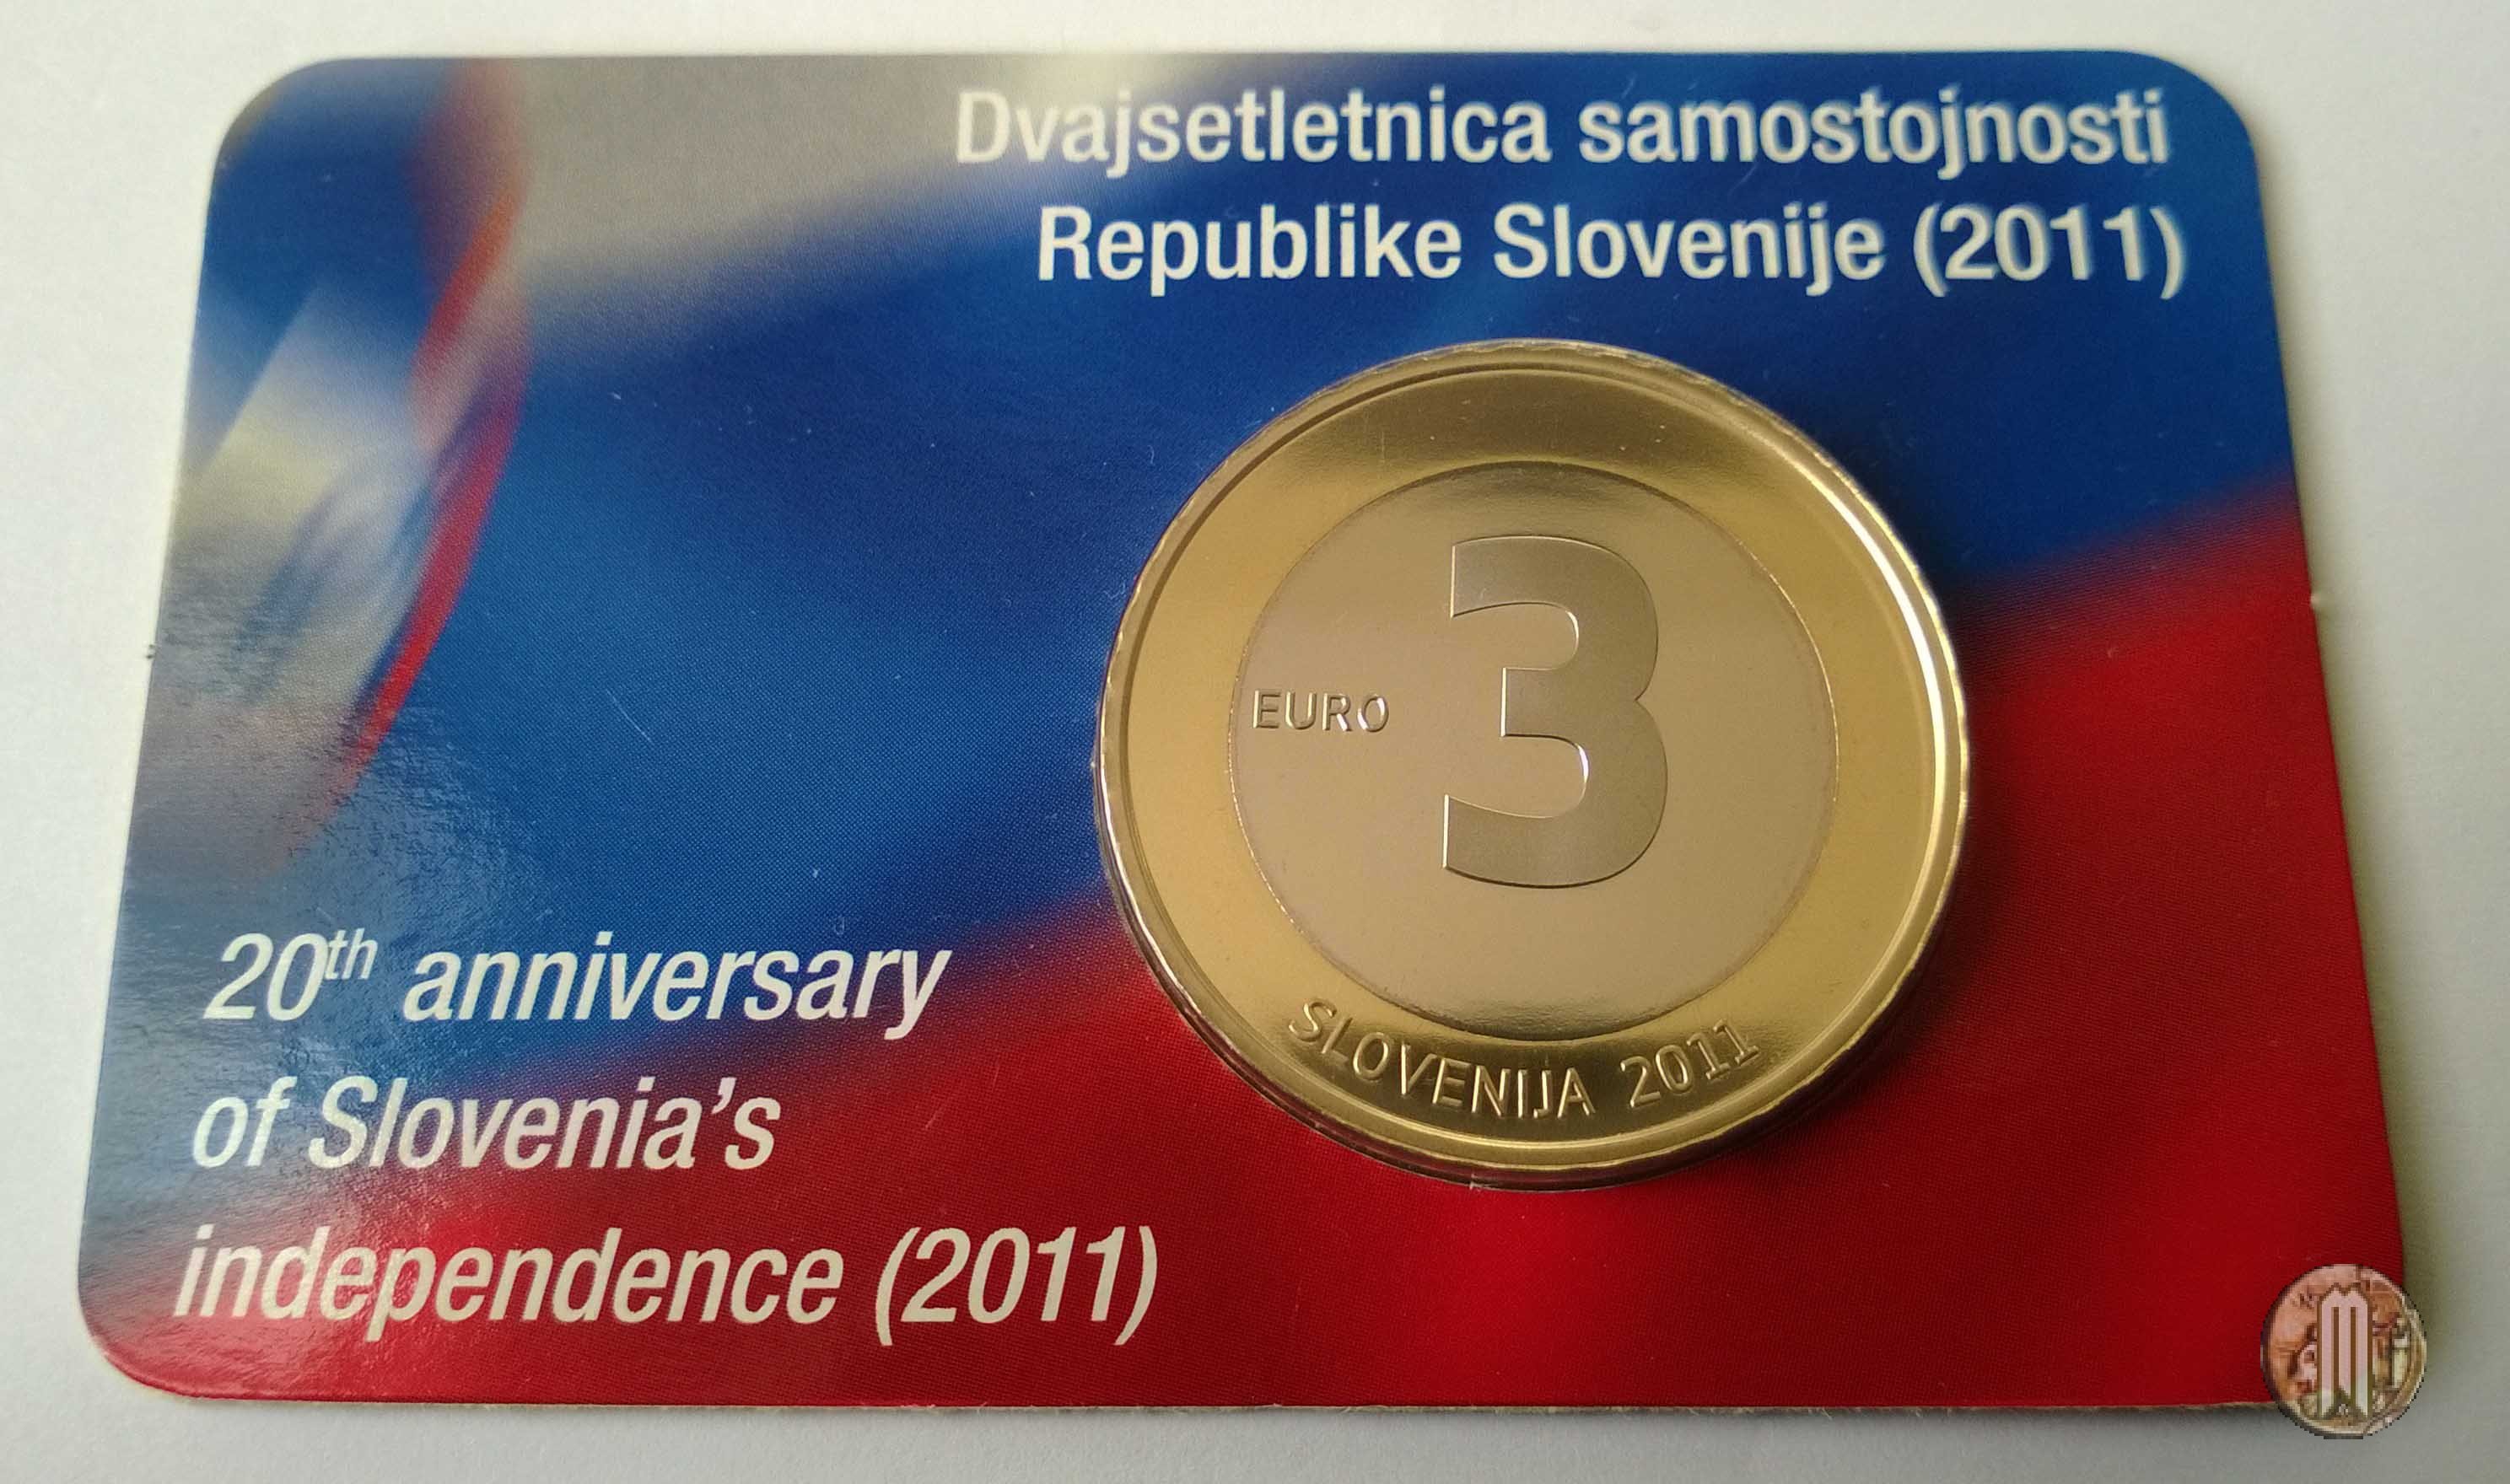 Dvajsetletnica samostojnosti
Republike Slovenije (2011)
EURO
3
SLOVENIJA 2011
20th anniversary
of Slovenia's
independence (2011)